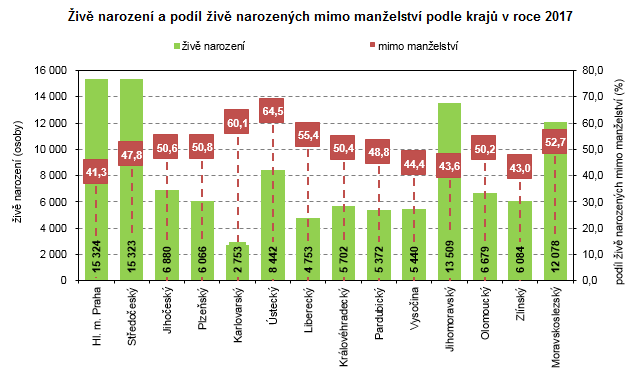 Živě narození a podíl živě narozených mimo manželství podle krajů v roce 2017
živě narození
mimo manželství
živě narození (osoby)
16 000
14 000
12 000
10 000
8 000
6 000
4 000
2 000
0
podíl živě narozených mimo manželství (%)
80,0
70,0
60,0
50,0
40,0
30,0
20,0
10,0
0,0
41,3
47,8
50,6
50,8
60,1
64,5
55,4
50,4
48,8
44,4
43,6
50,2
43,0
52,7
15 324
15 323
6 880
6 066
2 753
8 442
4 753
5 702
5 372
5 440
13 509
6 679
6 084
12 078
Hl. m. Praha
Středočeský
Jihočeský
Plzeňský
Karlovarský
Ústecký
Liberecký
Královéhradecký
Pardubický
Vysočina
Jihomoravský
Olomoucký
Zlínský
Moravskoslezský